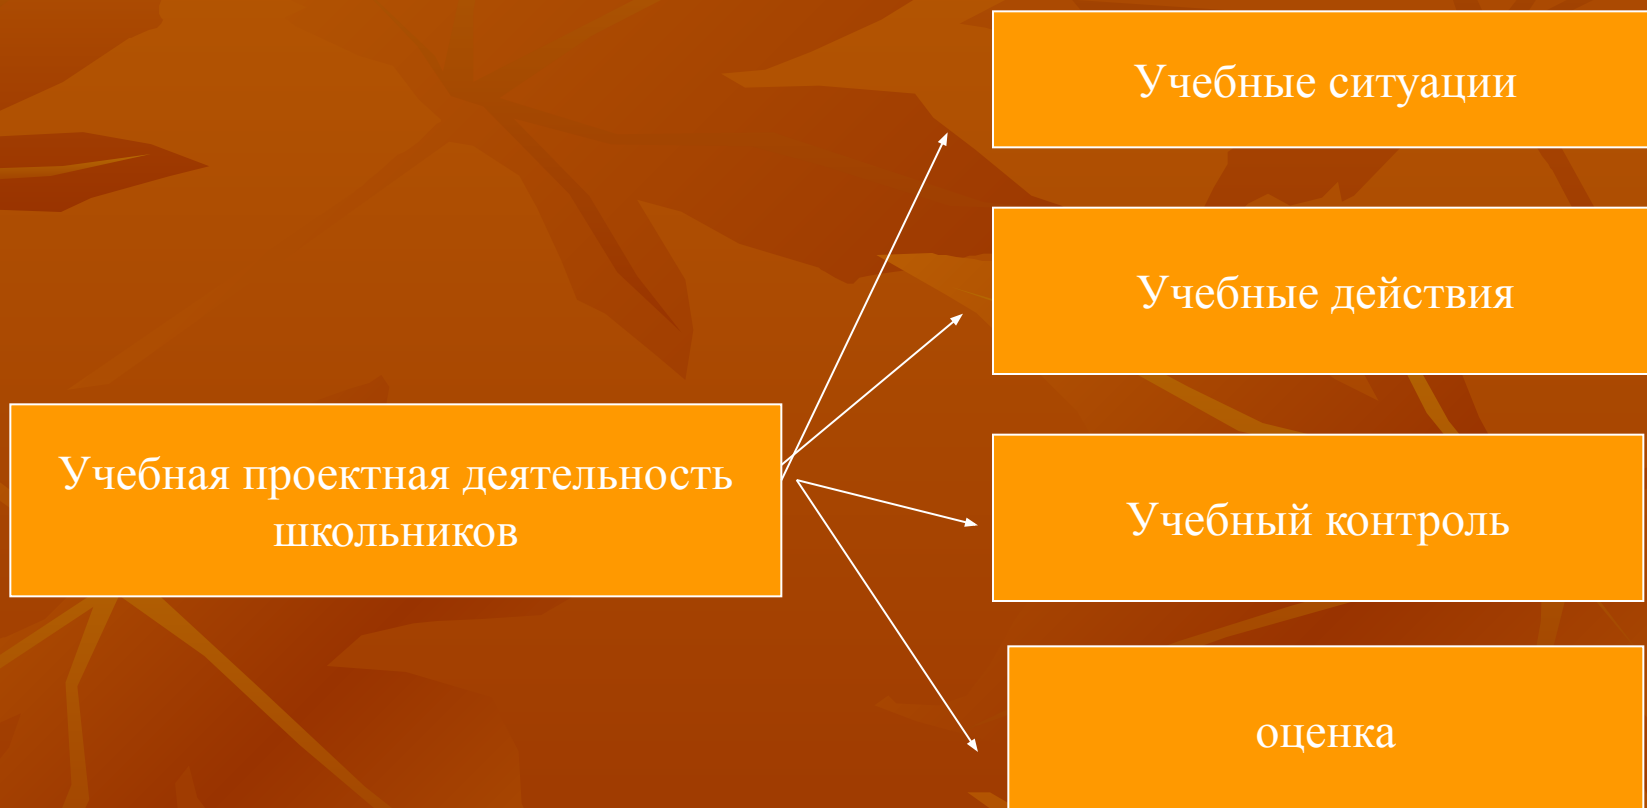 Учебные ситуации
Учебные действия
Учебная проектная деятельность
школьников
Учебный контроль
оценка